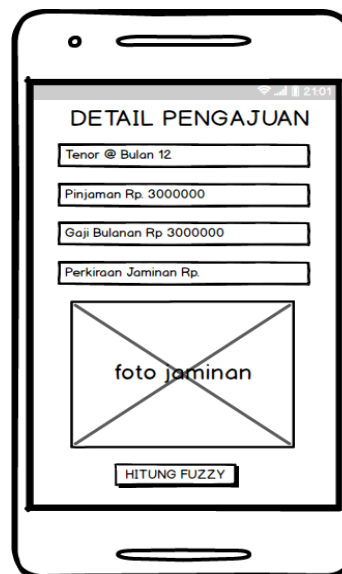 21:01
DETAIL PENGAJUAN
Tenor @ Bulan 12
Pinjaman Rp. 3000000
Gaji Bulanan Rp 3000000
Perkiraan Jaminan Rp.
foto jaminan
HITUNG FUZZY